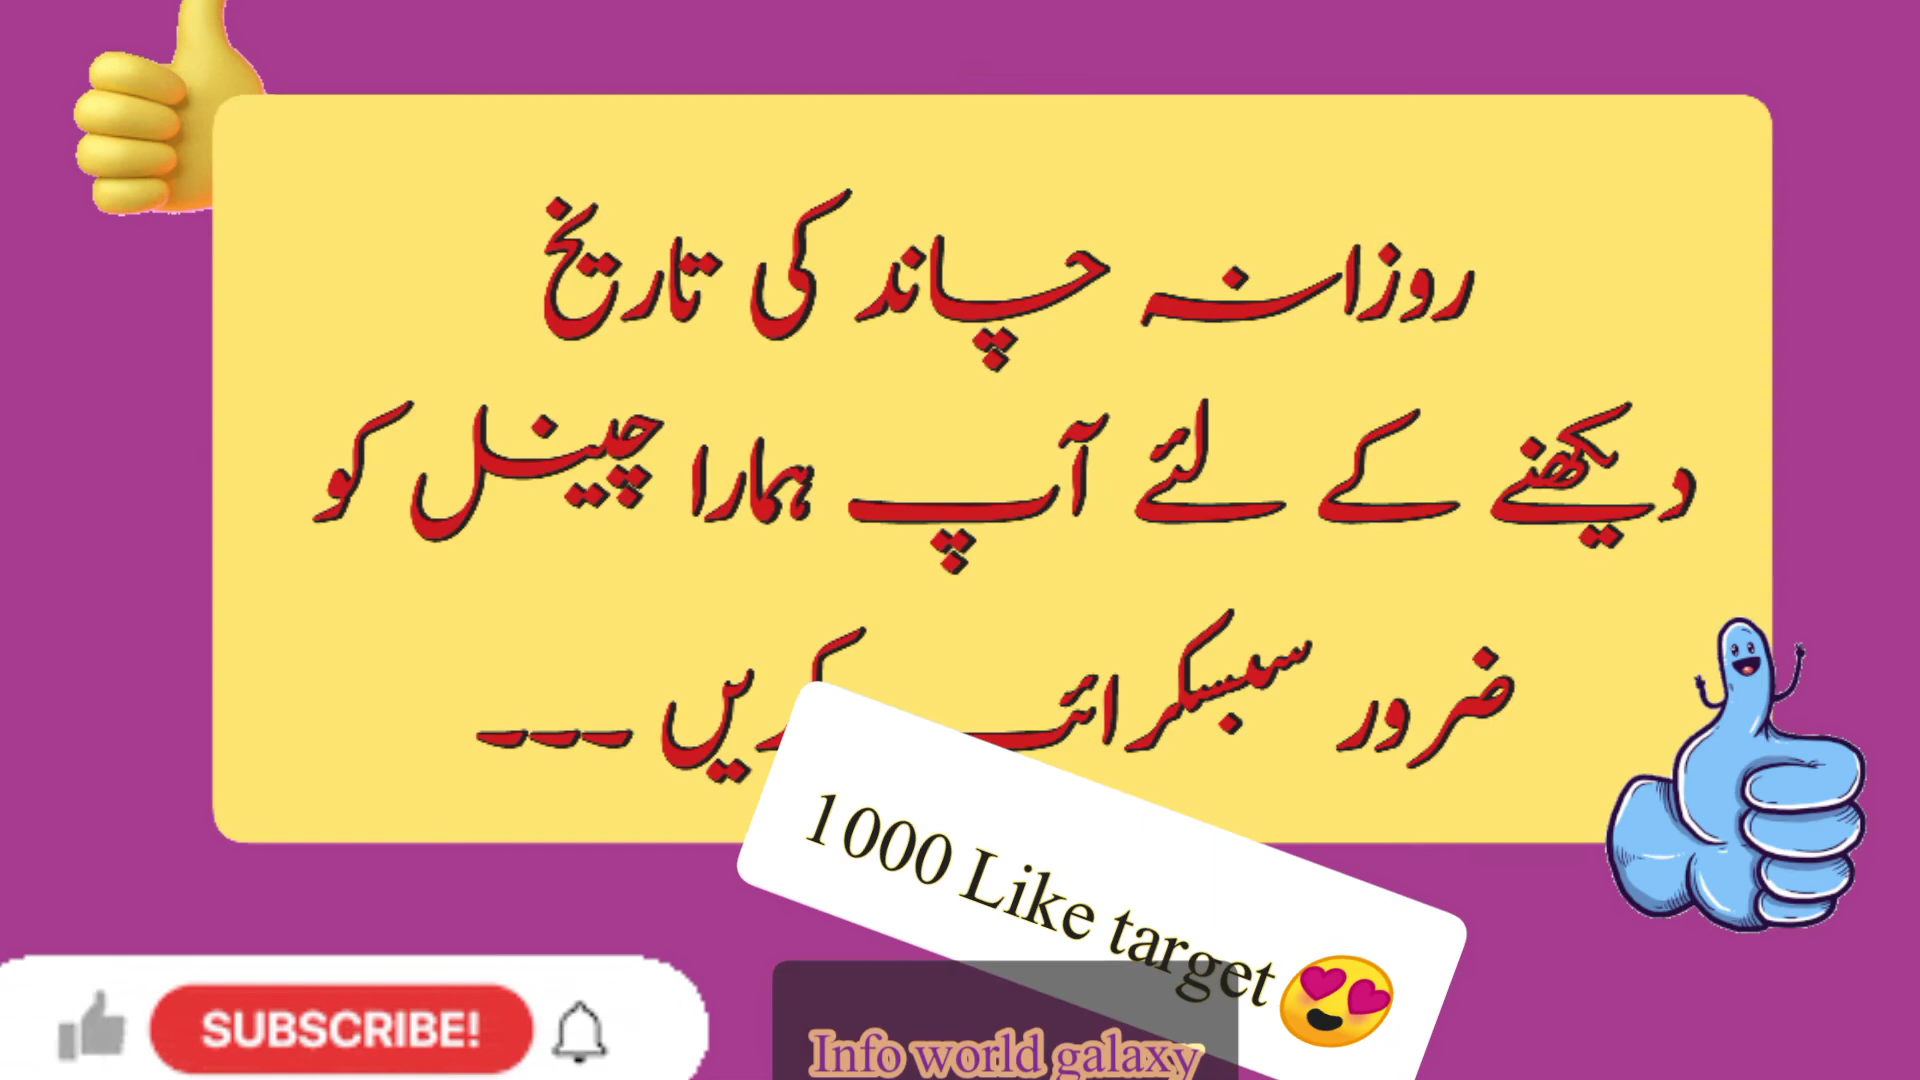 روزانہ چاند کی تاریخ
دیکھنے کے لئے آپ ہمارا چینل کو
ضرور سبسکرائب کریں ---
1000 Like target😍
SUBSCRIBE!
Info world galaxy